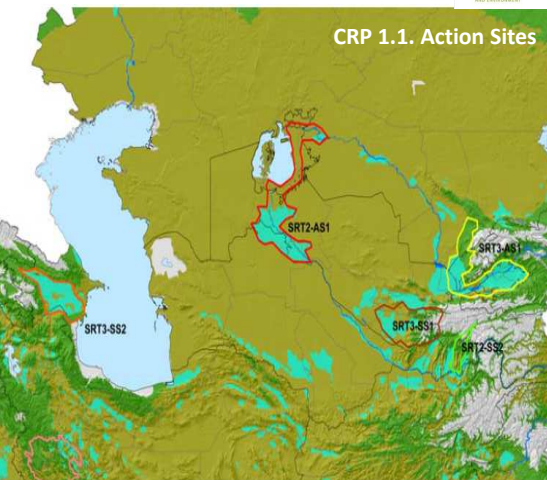 CRP 1.1. Action Sites
SRT2-AS1
SRT3-AS1
SRT3-SS2
SRT3-SS1
SRT2-SS2